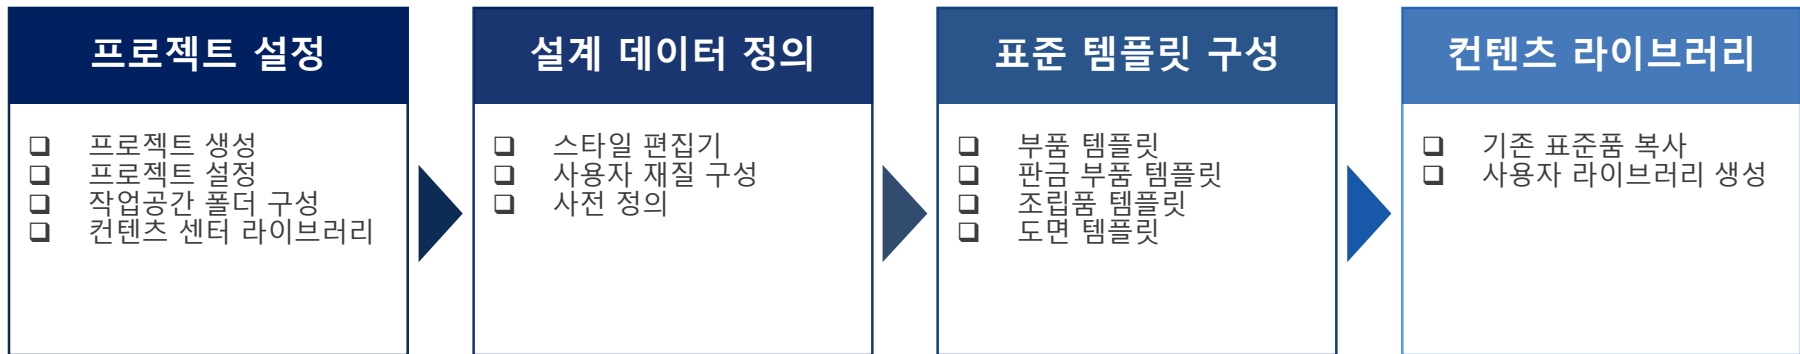 프로젝트 설정
❑ 프로젝트 생성
❑ 프로젝트 설정
❑ 작업공간 폴더 구성
❑ 컨텐츠 센터 라이브러리
설계 데이터 정의
❑ 스타일 편집기
❑ 사용자 재질 구성
❑ 사전 정의
표준 템플릿 구성
❑ 부품 템플릿
❑ 판금 부품 템플릿
❑ 조립품 템플릿
❑ 도면 템플릿
컨텐츠 라이브러리
❑ 기존 표준품 복사
❑ 사용자 라이브러리 생성